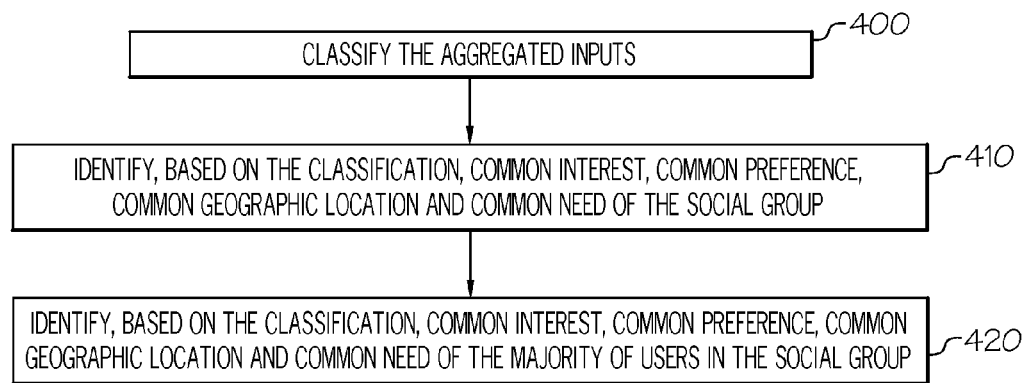 400
CLASSIFY THE AGGREGATED INPUTS
410
IDENTIFY, BASED ON THE CLASSIFICATION, COMMON INTEREST, COMMON PREFERENCE,
COMMON GEOGRAPHIC LOCATION AND COMMON NEED OF THE SOCIAL GROUP
IDENTIFY, BASED ON THE CLASSIFICATION, COMMON INTEREST, COMMON PREFERENCE, COMMON
GEOGRAPHIC LOCATION AND COMMON NEED OF THE MAJORITY OF USERS IN THE SOCIAL GROUP
420